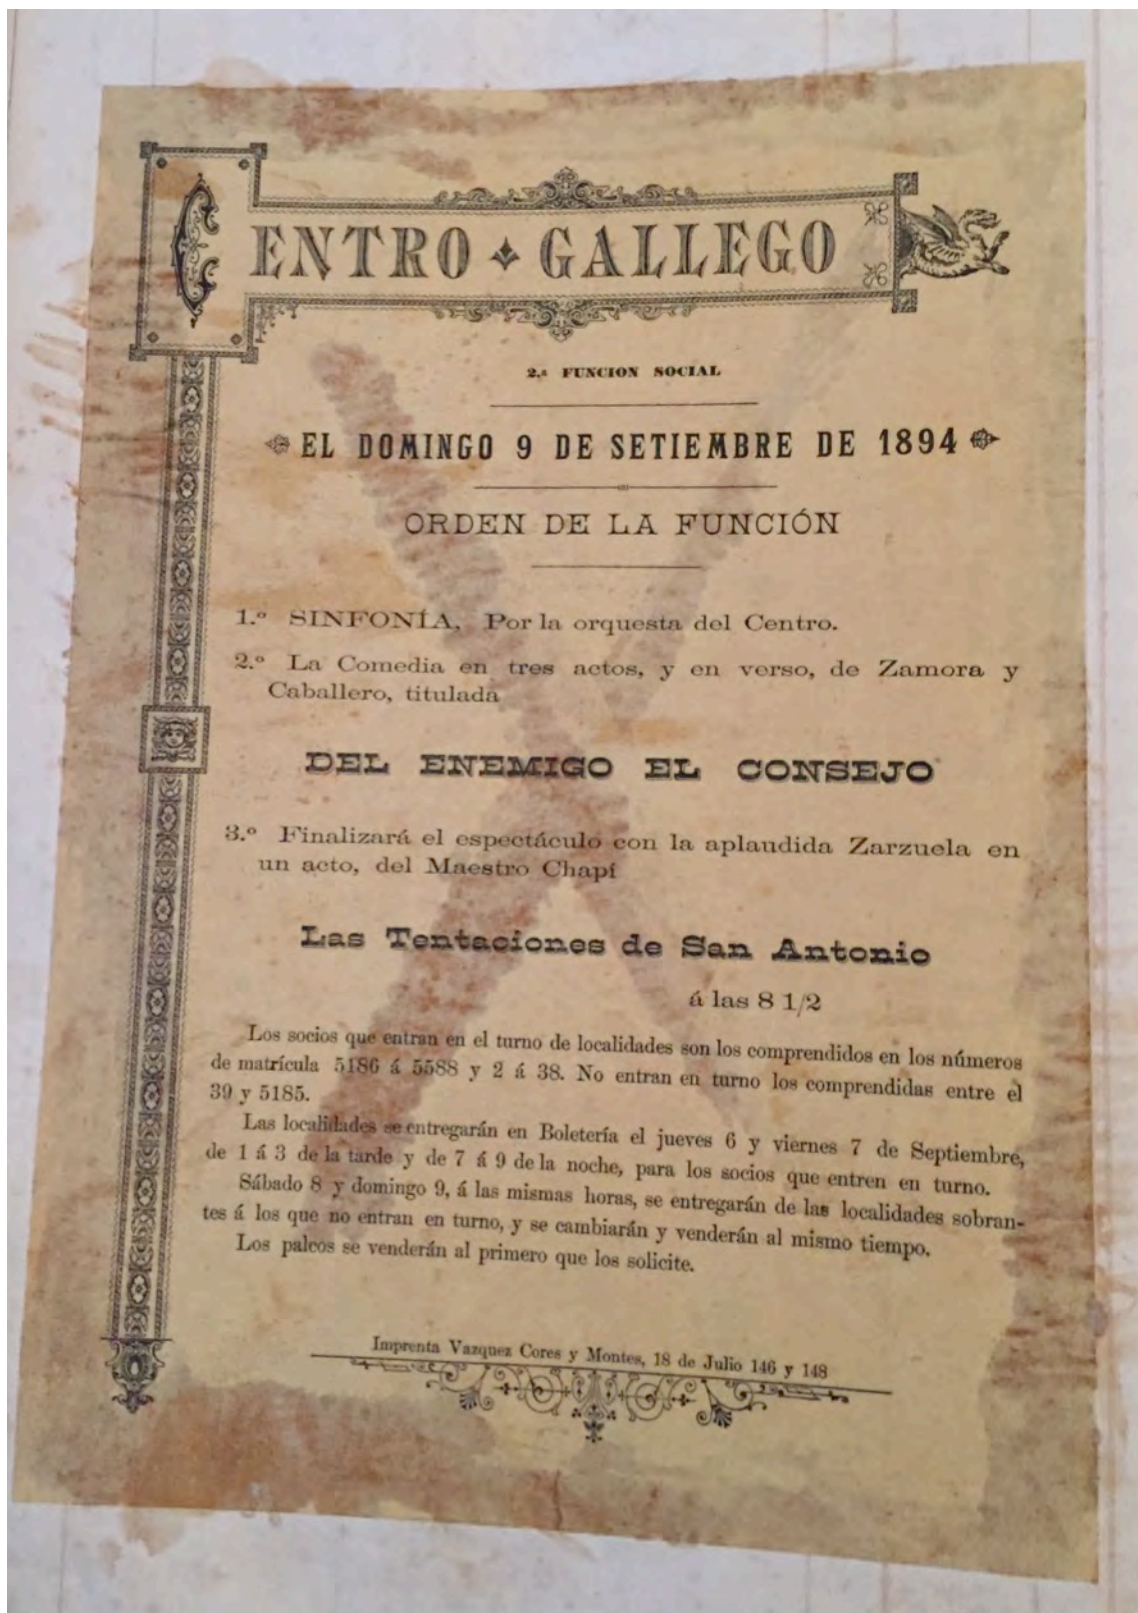 CENTRO GALLEGO
2.ª FUNCION SOCIAL
EL DOMINGO 9 DE SETIEMBRE DE 1894
ORDEN DE LA FUNCIÓN
1.º SINFONÍA, Por la orquesta del Centro.
2.º La Comedia en tres actos, y en verso, de Zamora y
Caballero, titulada
DEL ENEMIGO EL CONSEJO
3.º Finalizará el espectáculo con la aplaudida Zarzuela en
un acto, del Maestro Chapí
Las Tentaciones de San Antonio
á las 8 1/2
Los socios que entran en el turno de localidades son los comprendidos en los números
de matrícula 5186 á 5588 y 2 á 38. No entran en turno los comprendidas entre el
39 y 5185.
Las localidades se entregarán en Boletería el jueves 6 y viernes 7 de Septiembre,
de 1 á 3 de la tarde y de 7 á 9 de la noche, para los socios que entren en turno.
Sábado 8 y domingo 9, á las mismas horas, se entregarán de las localidades sobran-
tes á los que no entran en turno, y se cambiarán y venderán al mismo tiempo.
Los palcos se venderán al primero que los solicite.
Imprenta Vazquez Cores y Montes, 18 de Julio 146 y 148